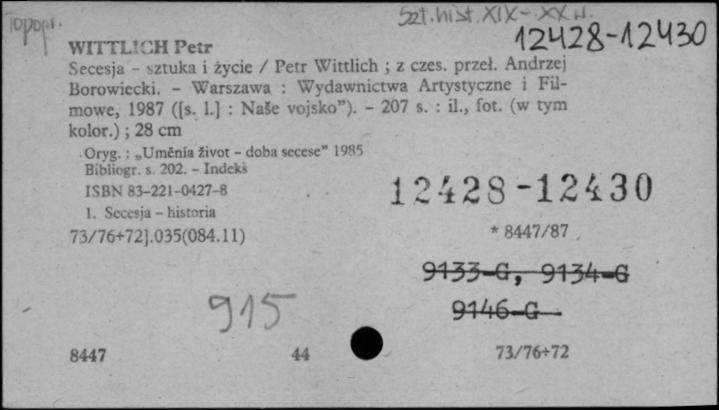 Szt. hist. XIX - XX w.
12428-12430
WITTLICH Petr
Secesja – sztuka i życie / Petr Wittlich ; z czes. przeł. Andrzej
Borowiecki. – Warszawa : Wydawnictwa Artystyczne i Fil-
mowe, 1987 ([s. l.] : Naše vojsko”). – 207 s. : il., fot. (w tym
kolor.) ; 28 cm
Oryg. : „Uměnia život – doba secese” 1985
Bibliogr. s. 202. – Indeks
ISBN 83-221-0427-8
12428-12430
1. Secesja – historia
73/76+72].035(084.11)
* 8447/87
9133-G, 9134-G
9146-G
915
8447 44 73/76+72